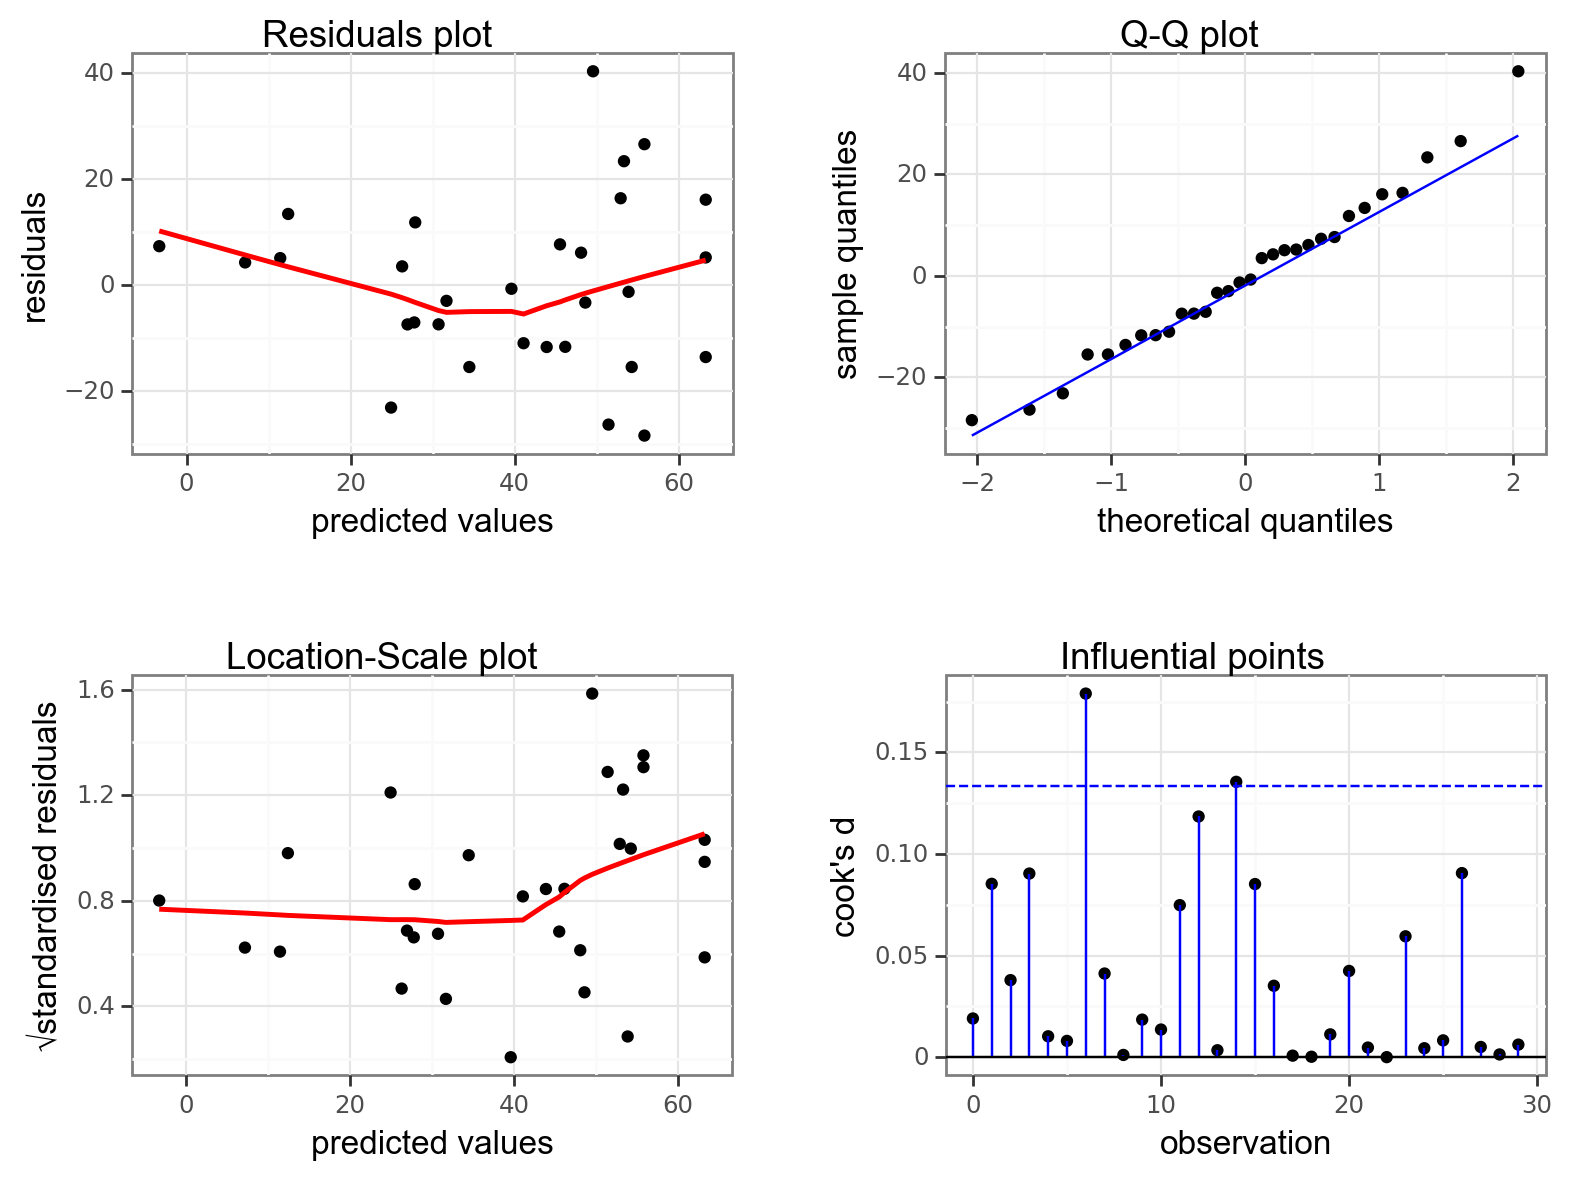 Residuals plot
40
20
0
−20
residuals
0 20 40 60
predicted values
Q-Q plot
20
0
−20
40
sample quantiles
−2 −1 0 1 2
theoretical quantiles
Location-Scale plot
1.6
1.2
0.8
0.4
√standardised residuals
0 20 40 60
predicted values
Influential points
0.15
0.10
0.05
0
cook's d
0 10 20 30
observation